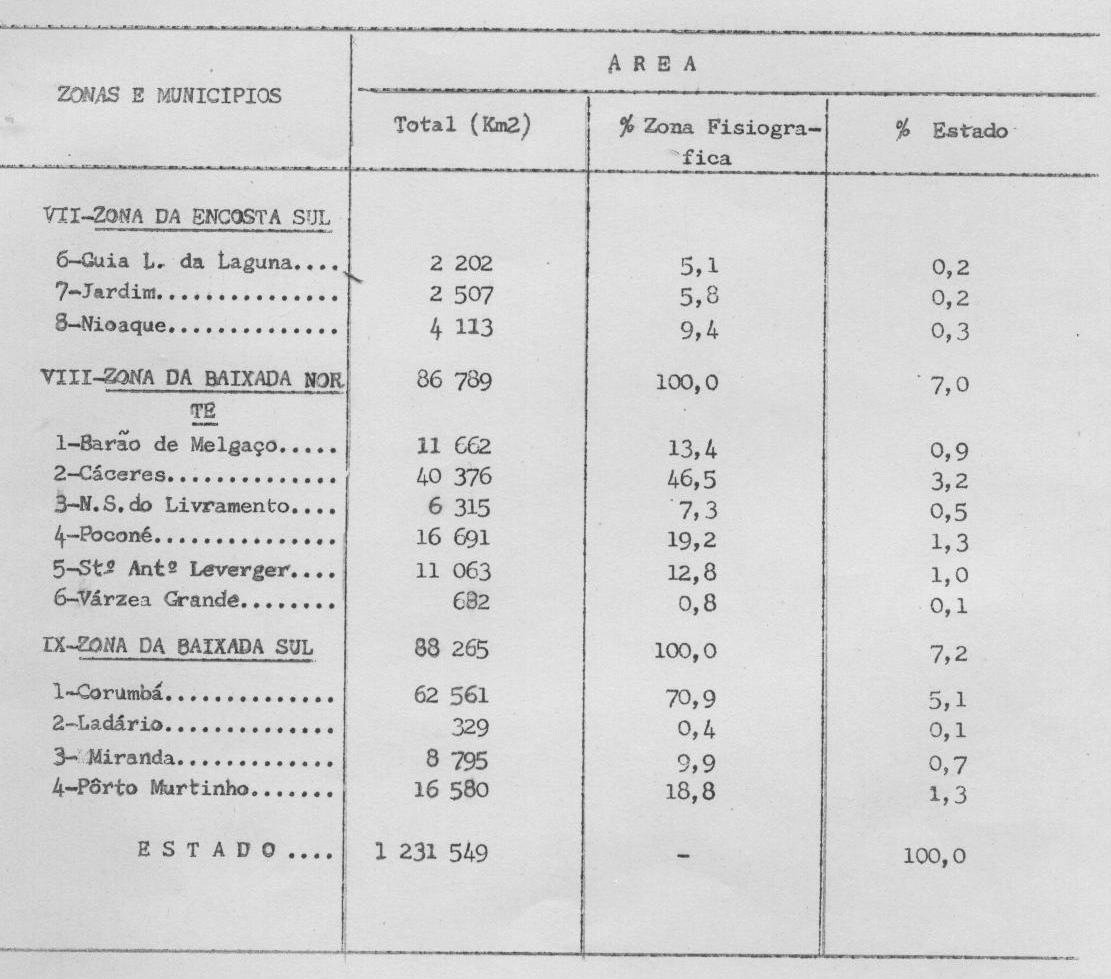 A R E A
ZONAS E MUNICIPIOS
Total (Km2) % Zona Fisiogra- % Estado
fica
VII-ZONA DA ENCOSTA SUL
6-Guia L. da Laguna.... 2 202 5,1 0,2
7-Jardim............... 2 507 5,8 0,2
8-Nioaque.............. 4 113 9,4 0,3
VIII-ZONA DA BAIXADA NOR 86 789 100,0 7,0
TE
1-Barão de Melgaço..... 11 662 13,4 0,9
2-Cáceres.............. 40 376 46,5 3,2
3-N.S.do Livramento.... 6 315 7,3 0,5
4-Poconé............... 16 691 19,2 1,3
5-Stº Antº Leverger.... 11 063 12,8 1,0
6-Várzea Grande........ 682 0,8 0,1
IX-ZONA DA BAIXADA SUL 88 265 100,0 7,2
1-Corumbá.............. 62 561 70,9 5,1
2-Ladário.............. 329 0,4 0,1
3- Miranda............. 8 795 9,9 0,7
4-Pôrto Murtinho....... 16 580 18,8 1,3
E S T A D O .... 1 231 549 - 100,0